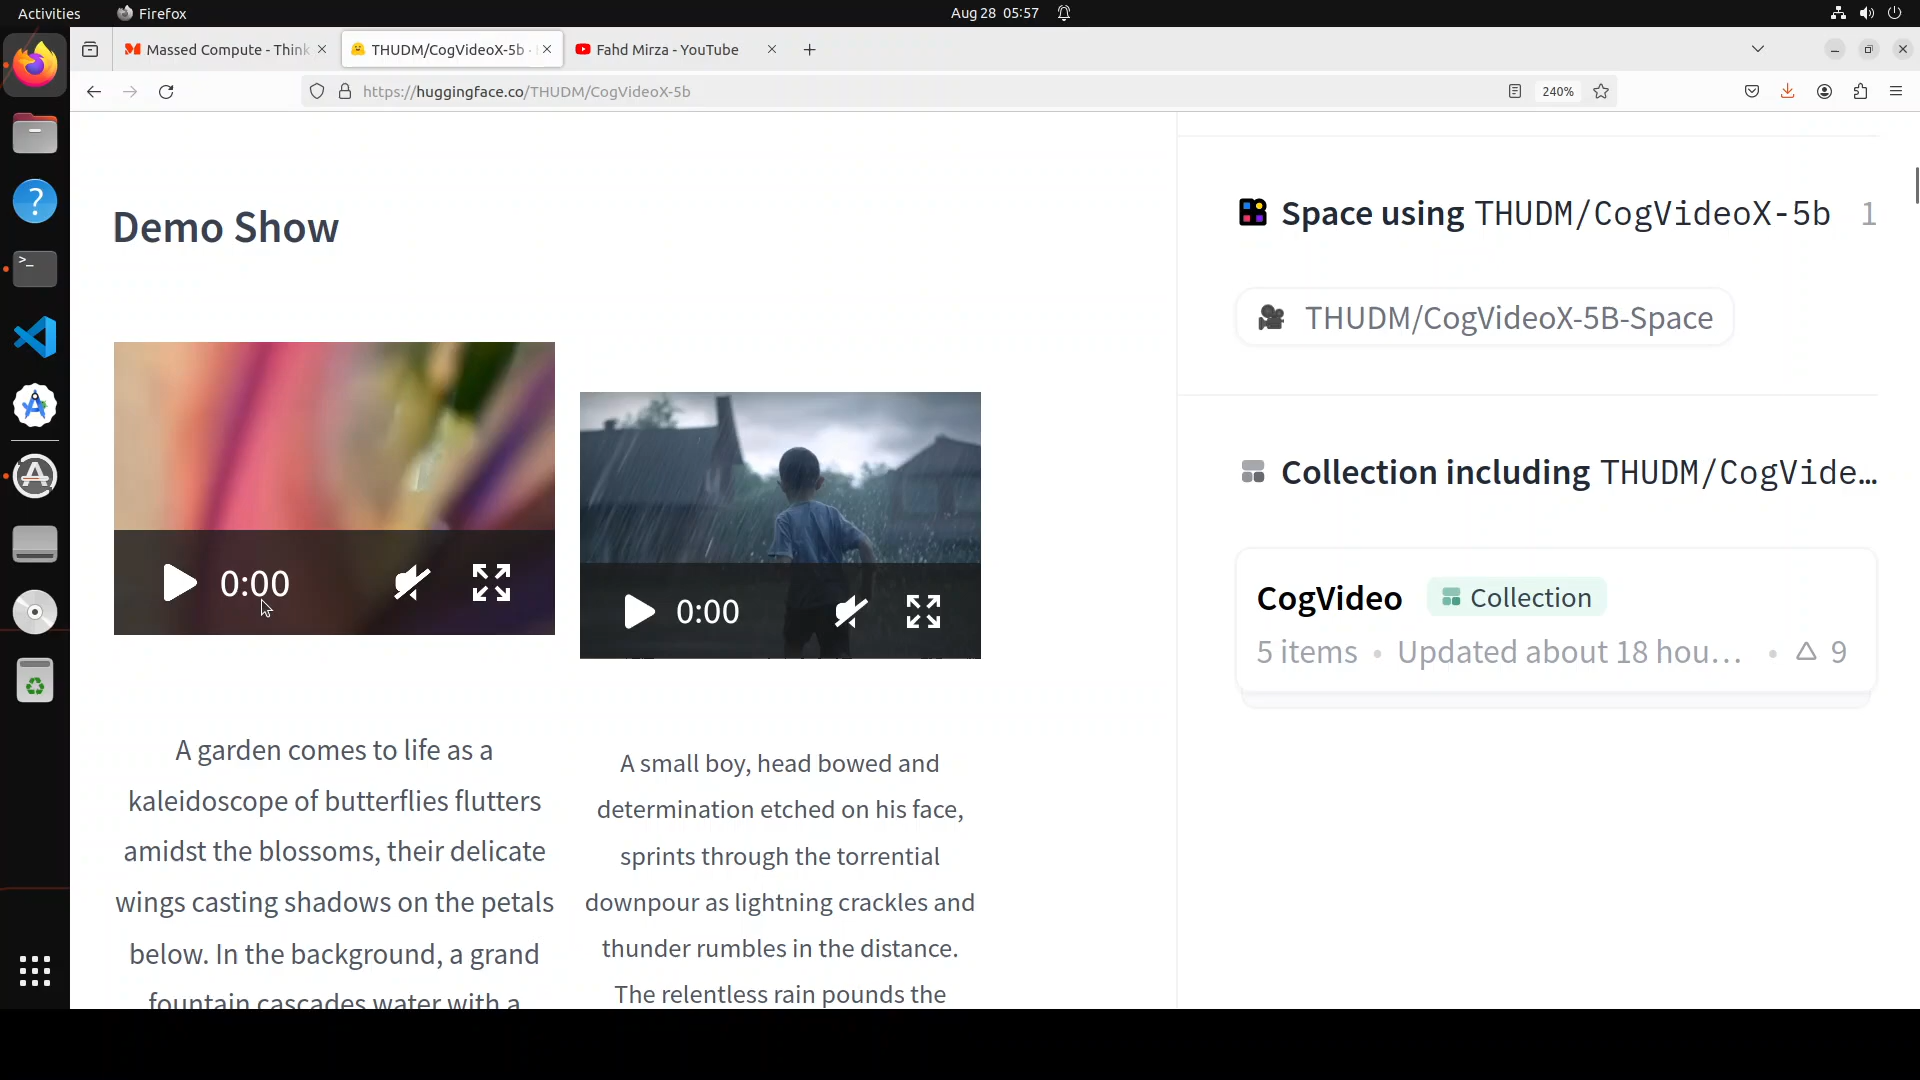 Activities
Firefox
Aug 28 05:57
Massed Compute - Think
THUDM/CogVideoX-5b ·
Fahd Mirza - YouTube
https://huggingface.co/THUDM/CogVideoX-5b
240%
Demo Show
0:00
0:00
A garden comes to life as a
kaleidoscope of butterflies flutters
amidst the blossoms, their delicate
wings casting shadows on the petals
below. In the background, a grand
fountain cascades water with a
A small boy, head bowed and
determination etched on his face,
sprints through the torrential
downpour as lightning crackles and
thunder rumbles in the distance.
The relentless rain pounds the
Space using THUDM/CogVideoX-5b 1
THUDM/CogVideoX-5B-Space
Collection including THUDM/CogVide...
CogVideo Collection
5 items • Updated about 18 hou... • 9